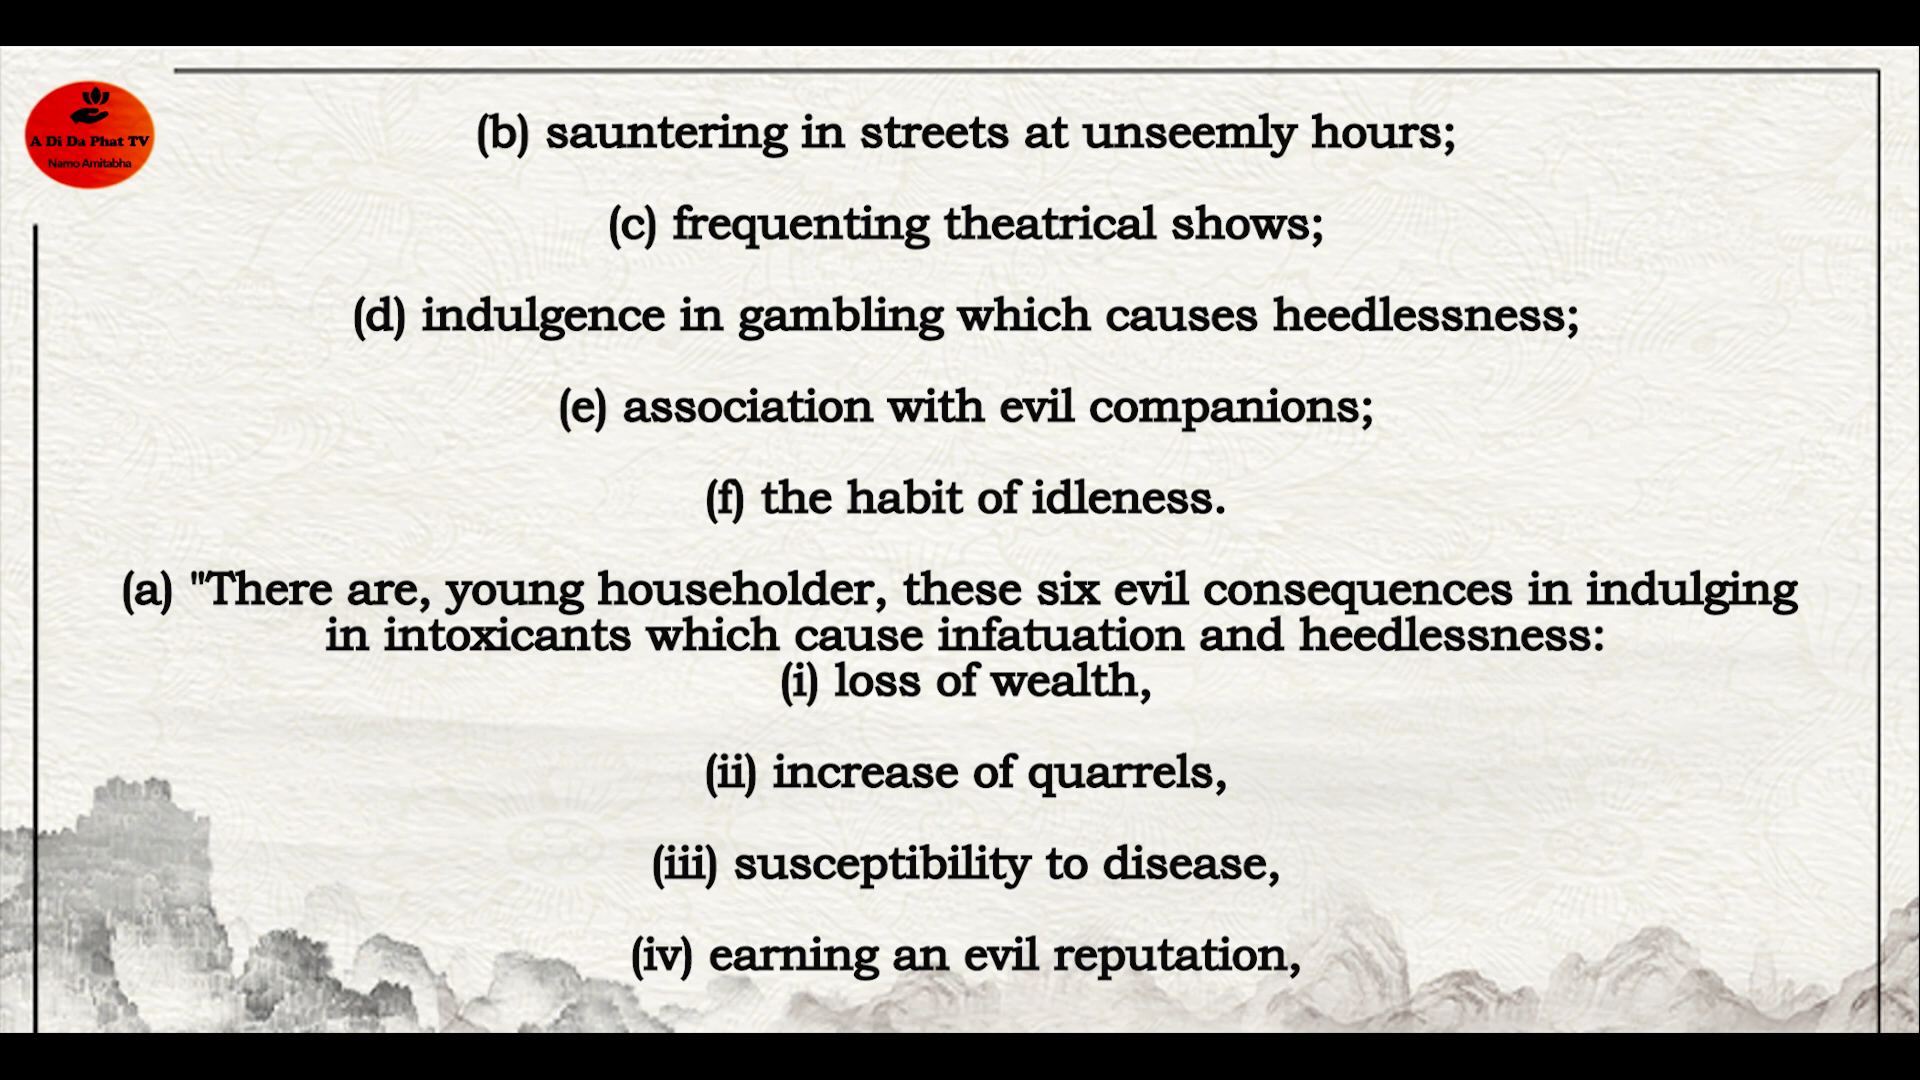 A Di Da Phat TV
Namo Amitabha
(b) sauntering in streets at unseemly hours;
(c) frequenting theatrical shows;
(d) indulgence in gambling which causes heedlessness;
(e) association with evil companions;
(f) the habit of idleness.
(a) "There are, young householder, these six evil consequences in indulging
in intoxicants which cause infatuation and heedlessness:
(i) loss of wealth,
(ii) increase of quarrels,
(iii) susceptibility to disease,
(iv) earning an evil reputation,